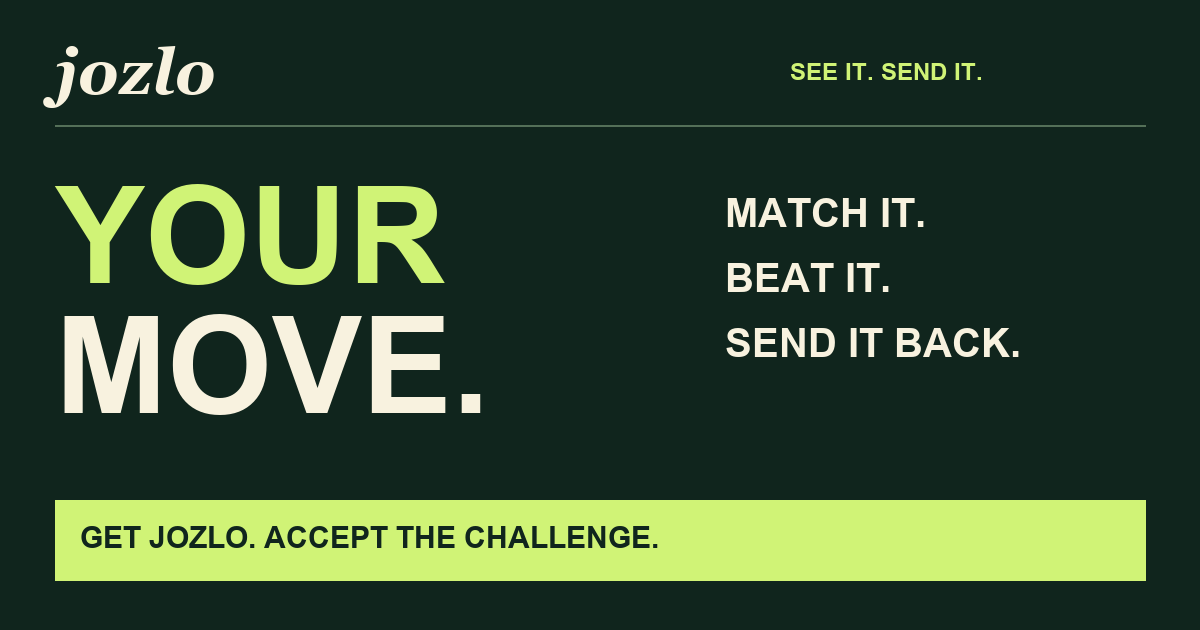 jozlo
SEE IT. SEND IT.
YOUR
MOVE.
MATCH IT.
BEAT IT.
SEND IT BACK.
GET JOZLO. ACCEPT THE CHALLENGE.